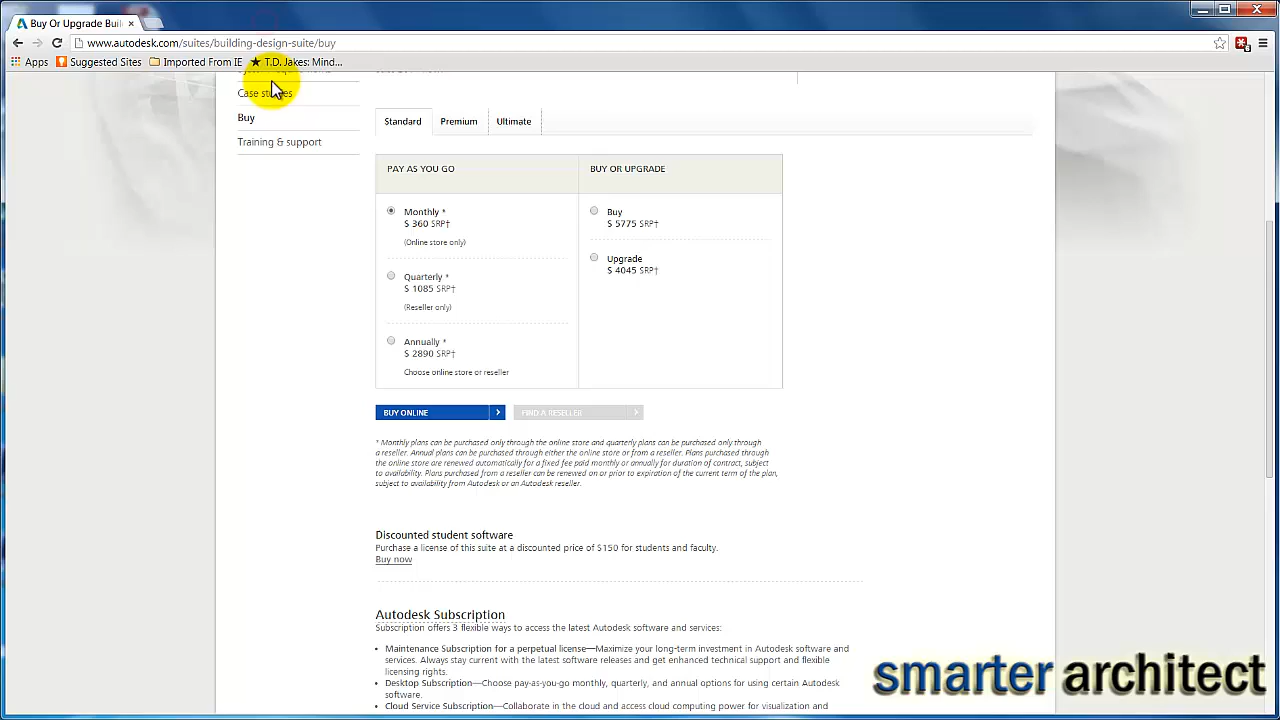 Buy Or Upgrade Buil
www.autodesk.com/suites/building-design-suite/buy
Apps Suggested Sites Imported From IE T.D. Jakes: Mind...
Case studies
Buy
Training & support
Standard Premium Ultimate
PAY AS YOU GO
Monthly *
$ 360 SRP†
(Online store only)
Quarterly *
$ 1085 SRP†
(Reseller only)
Annually *
$ 2890 SRP†
Choose online store or reseller
BUY OR UPGRADE
Buy
$ 5775 SRP†
Upgrade
$ 4045 SRP†
BUY ONLINE
FIND A RESELLER
* Monthly plans can be purchased only through the online store and quarterly plans can be purchased only through
a reseller. Annual plans can be purchased through either the online store or from a reseller. Plans purchased through
the online store are renewed automatically for a fixed fee paid monthly or annually for duration of contract, subject
to availability. Plans purchased from a reseller can be renewed on or prior to expiration of the current term of the plan,
subject to availability from Autodesk or an Autodesk reseller.
Discounted student software
Purchase a license of this suite at a discounted price of $150 for students and faculty.
Buy now
Autodesk Subscription
Subscription offers 3 flexible ways to access the latest Autodesk software and services:
• Maintenance Subscription for a perpetual license—Maximize your long-term investment in Autodesk software and
services. Always stay current with the latest software releases and get enhanced technical support and flexible
licensing rights.
• Desktop Subscription—Choose pay-as-you-go monthly, quarterly, and annual options for using certain Autodesk
software.
• Cloud Service Subscription—Collaborate in the cloud and access cloud computing power for visualization and
smarter architect